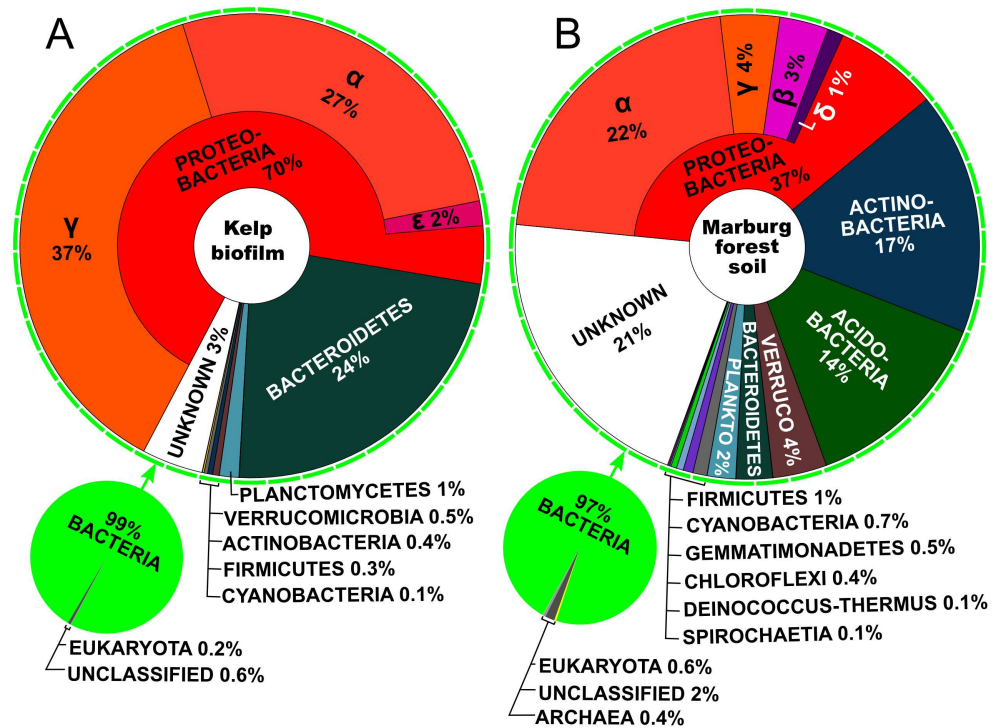 A
α
27%
PROTEO-
BACTERIA
70%
γ
37%
ε 2%
Kelp
biofilm
BACTEROIDETES
24%
UNKNOWN 3%
PLANCTOMYCETES 1%
VERRUCOMICROBIA 0.5%
ACTINOBACTERIA 0.4%
FIRMICUTES 0.3%
CYANOBACTERIA 0.1%
99%
BACTERIA
EUKARYOTA 0.2%
UNCLASSIFIED 0.6%
B
α
22%
γ 4%
β 3%
δ 1%
PROTEO-
BACTERIA
37%
Marburg
forest
soil
ACTINO-
BACTERIA
17%
ACIDO-
BACTERIA
14%
VERRUCO 4%
BACTEROIDETES
PLANKTO 2%
UNKNOWN
21%
FIRMICUTES 1%
CYANOBACTERIA 0.7%
GEMMATIMONADETES 0.5%
CHLOROFLEXI 0.4%
DEINOCOCCUS-THERMUS 0.1%
SPIROCHAETIA 0.1%
97%
BACTERIA
EUKARYOTA 0.6%
UNCLASSIFIED 2%
ARCHAEA 0.4%